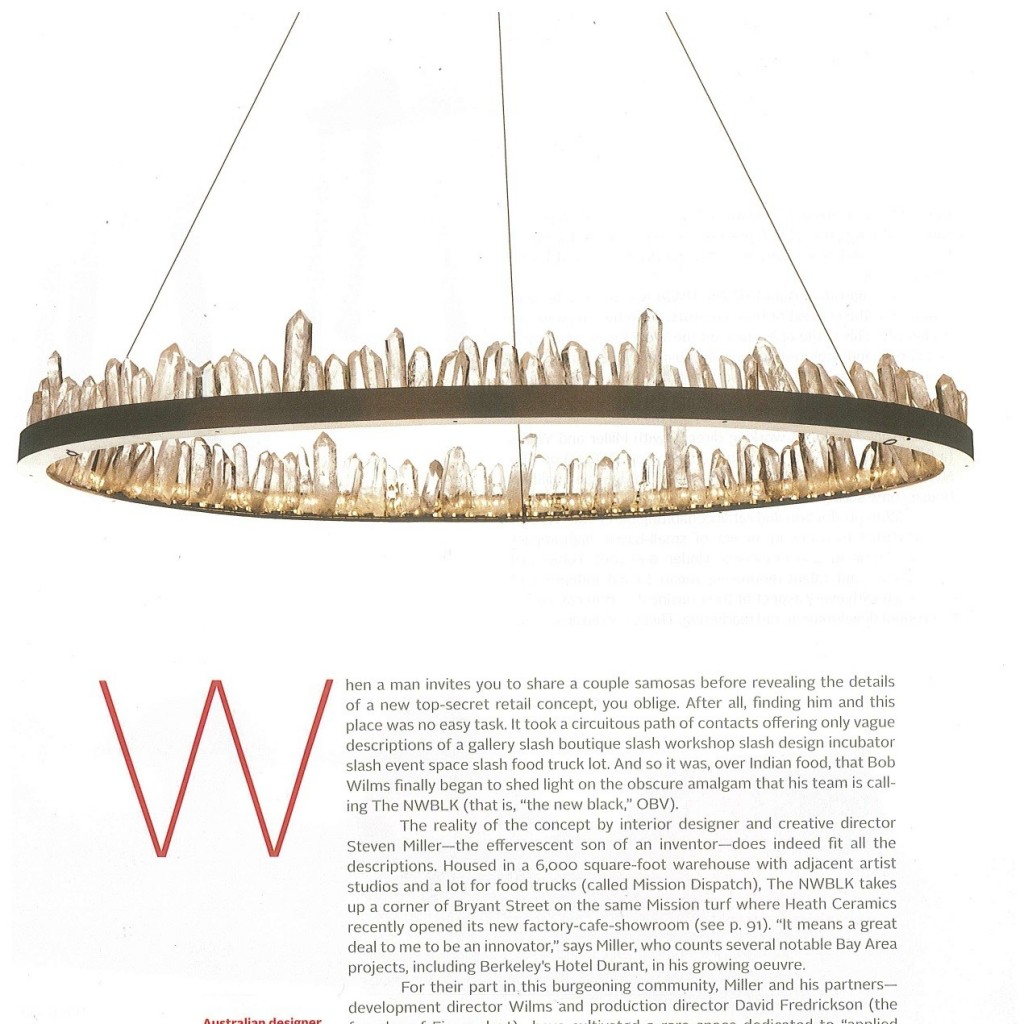 When a man invites you to share a couple samosas before revealing the details
of a new top-secret retail concept, you oblige. After all, finding him and this
place was no easy task. It took a circuitous path of contacts offering only vague
descriptions of a gallery slash boutique slash workshop slash design incubator
slash event space slash food truck lot. And so it was, over Indian food, that Bob
Wilms finally began to shed light on the obscure amalgam that his team is call-
ing The NWBLK (that is, “the new black,” OBV).
The reality of the concept by interior designer and creative director
Steven Miller—the effervescent son of an inventor—does indeed fit all the
descriptions. Housed in a 6,000 square-foot warehouse with adjacent artist
studios and a lot for food trucks (called Mission Dispatch), The NWBLK takes
up a corner of Bryant Street on the same Mission turf where Heath Ceramics
recently opened its new factory-cafe-showroom (see p. 91). “It means a great
deal to me to be an innovator,” says Miller, who counts several notable Bay Area
projects, including Berkeley’s Hotel Durant, in his growing oeuvre.
For their part in this burgeoning community, Miller and his partners—
development director Wilms and production director David Fredrickson (the
Australian designer